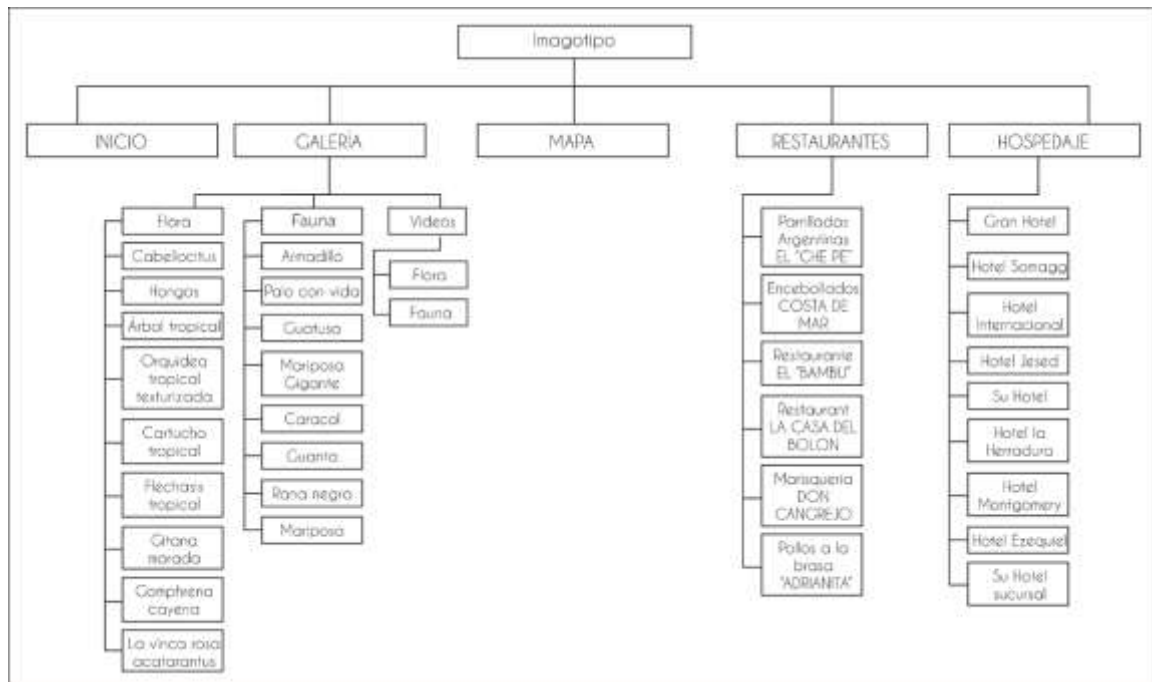 Imagotipo
INICIO
GALERÍA
MAPA
RESTAURANTES
HOSPEDAJE
Flora
Cabellocitus
Hongos
Árbol tropical
Orquidea
tropical
texturizada
Cartucho
tropical
Flechasis
tropical
Gitana
morada
Gomphrena
cayena
La vinca rosa
acatarantus
Fauna
Armadillo
Palo con vida
Guatusa
Mariposa
Gigante
Caracol
Guanta
Rana negra
Mariposa
Videos
Flora
Fauna
Parrilladas
Argentinas
EL "CHE PE"
Encebollados
COSTA DE
MAR
Restaurante
EL "BAMBU"
Restaurant
LA CASA DEL
BOLON
Marisqueria
DON
CANGREJO
Pollos a la
brasa
"ADRIANITA"
Gran Hotel
Hotel Somagg
Hotel
Internacional
Hotel Jesed
Su Hotel
Hotel la
Herradura
Hotel
Montgomery
Hotel Ezequiel
Su Hotel
sucursal